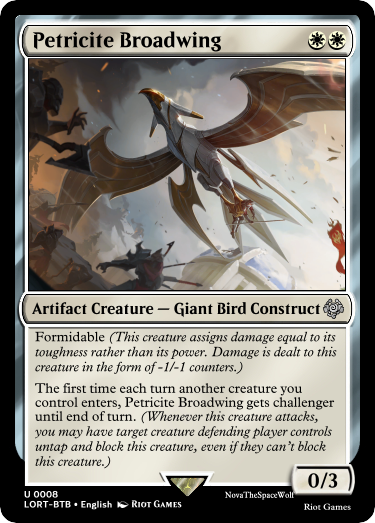 Petricite Broadwing
Artifact Creature — Giant Bird Construct
Formidable (This creature assigns damage equal to its
toughness rather than its power. Damage is dealt to this
creature in the form of -1/-1 counters.)
The first time each turn another creature you
control enters, Petricite Broadwing gets challenger
until end of turn. (Whenever this creature attacks,
you may have target creature defending player controls
untap and block this creature, even if they can't block
this creature.)
0/3
U 0008
LORT-BTB • English Riot Games
NovaTheSpaceWolf
Riot Games